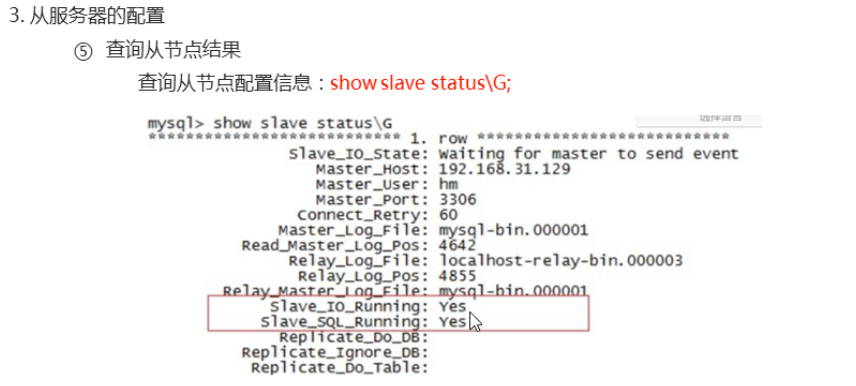 3. 从服务器的配置
⑤ 查询从节点结果
查询从节点配置信息：show slave status\G;
选择语言
mysql> show slave status\G
*************************** 1. row ***************************
Slave_IO_State: Waiting for master to send event
Master_Host: 192.168.31.129
Master_User: hm
Master_Port: 3306
Connect_Retry: 60
Master_Log_File: mysql-bin.000001
Read_Master_Log_Pos: 4642
Relay_Log_File: localhost-relay-bin.000003
Relay_Log_Pos: 4855
Relay_Master_Log_File: mysql-bin.000001
Slave_IO_Running: Yes
Slave_SQL_Running: Yes
Replicate_Do_DB:
Replicate_Ignore_DB:
Replicate_Do_Table: